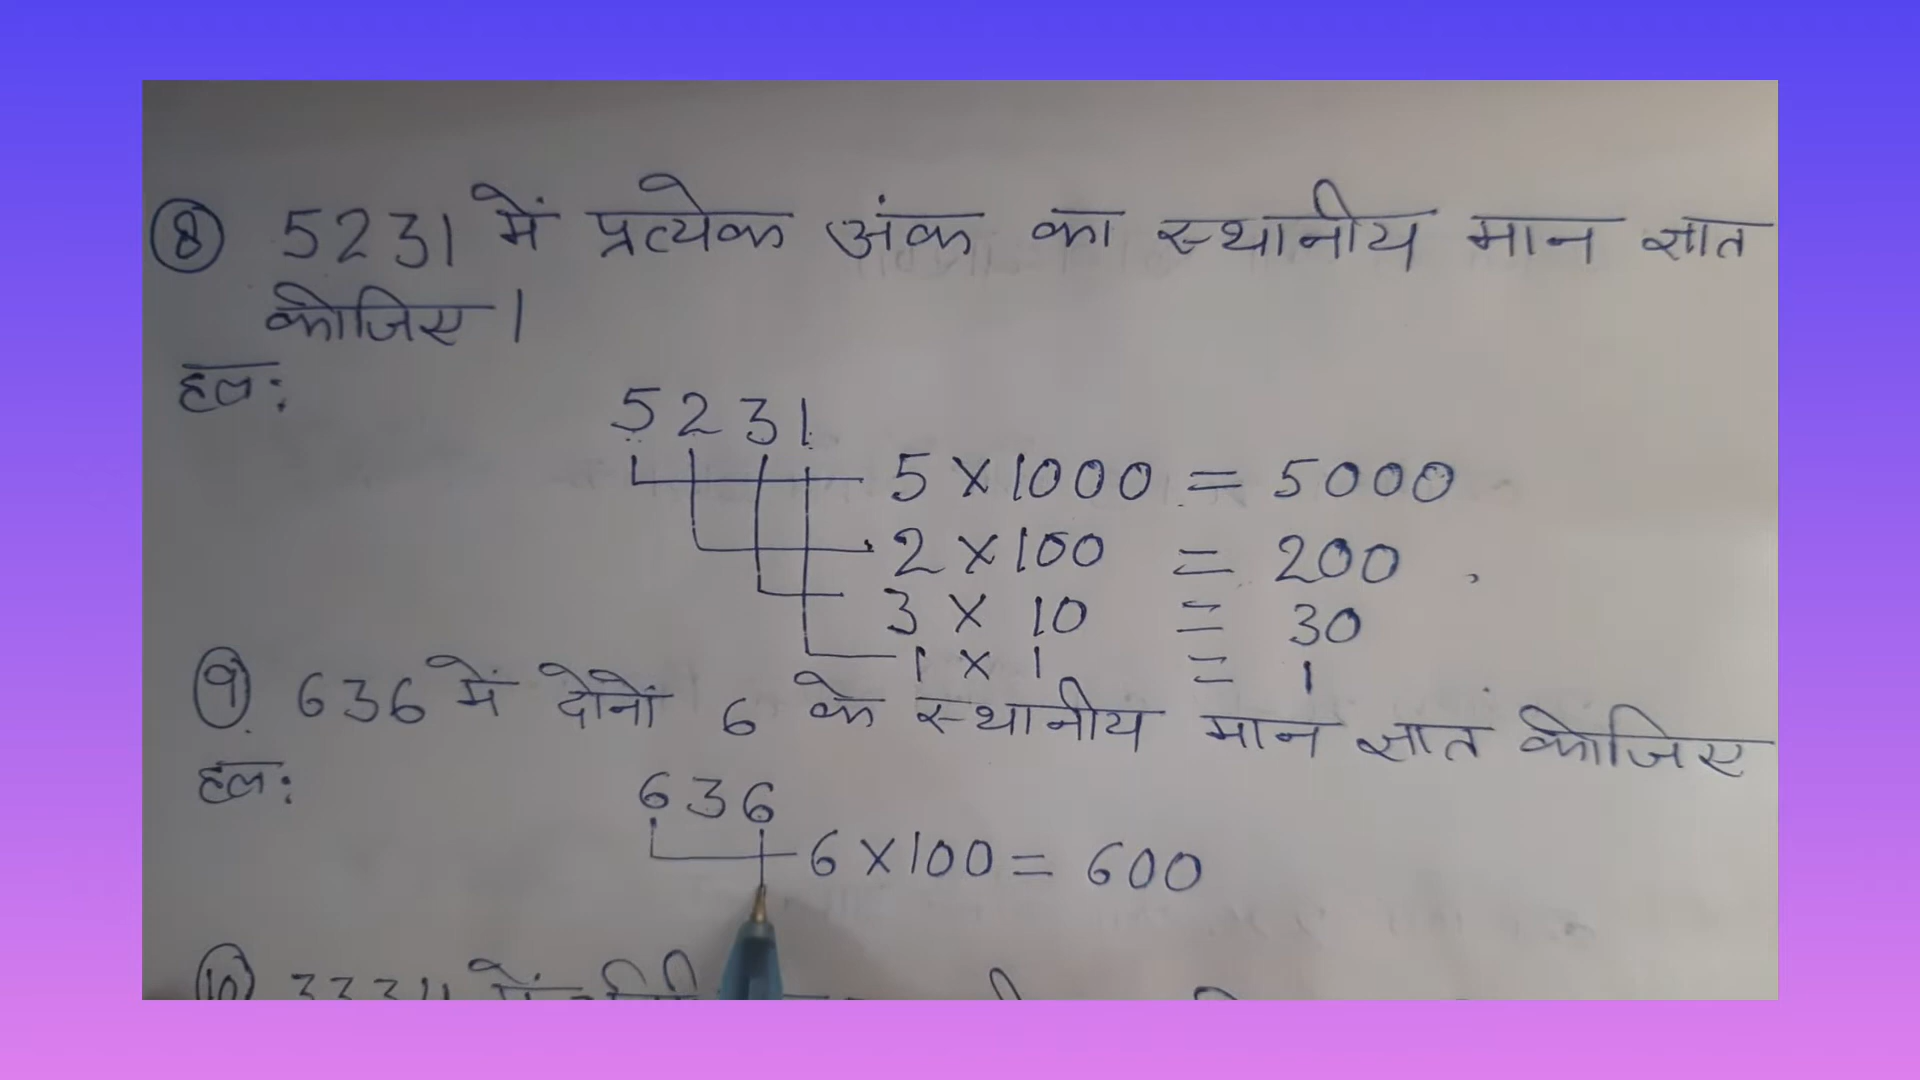 ⑧ 5231 में प्रत्येक अंक का स्थानीय मान ज्ञात
कीजिए।
हल:
5231
5 × 1000 = 5000
2 × 100 = 200
3 × 10 = 30
1 × 1 = 1
⑨ 636 में दोनों 6 के स्थानीय मान ज्ञात कीजिए
हल:
636
6 × 100 = 600
⑩